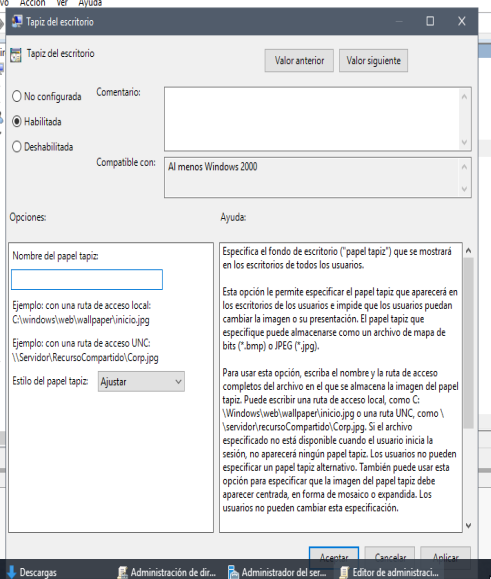 Acción Ver Ayuda
Tapiz del escritorio
Tapiz del escritorio
Valor anterior Valor siguiente
No configurada
Habilitada
Deshabilitada
Comentario:
Compatible con:
Al menos Windows 2000
Opciones:
Ayuda:
Nombre del papel tapiz:
Ejemplo: con una ruta de acceso local:
C:\windows\web\wallpaper\inicio.jpg
Ejemplo: con una ruta de acceso UNC:
\\Servidor\RecursoCompartido\Corp.jpg
Estilo del papel tapiz: Ajustar
Especifica el fondo de escritorio ("papel tapiz") que se mostrará
en los escritorios de todos los usuarios.
Esta opción le permite especificar el papel tapiz que aparecerá en
los escritorios de los usuarios e impide que los usuarios puedan
cambiar la imagen o su presentación. El papel tapiz que
especifique puede almacenarse como un archivo de mapa de
bits (*.bmp) o JPEG (*.jpg).
Para usar esta opción, escriba el nombre y la ruta de acceso
completos del archivo en el que se almacena la imagen del papel
tapiz. Puede escribir una ruta de acceso local, como C:
\Windows\web\wallpaper\inicio.jpg o una ruta UNC, como \
\servidor\recursoCompartido\Corp.jpg. Si el archivo
especificado no está disponible cuando el usuario inicia la
sesión, no aparecerá ningún papel tapiz. Los usuarios no pueden
especificar un papel tapiz alternativo. También puede usar esta
opción para especificar que la imagen del papel tapiz debe
aparecer centrada, en forma de mosaico o expandida. Los
usuarios no pueden cambiar esta especificación.
Aceptar Cancelar Aplicar
Descargas Administración de dir... Administrador del ser... Editor de administraci...